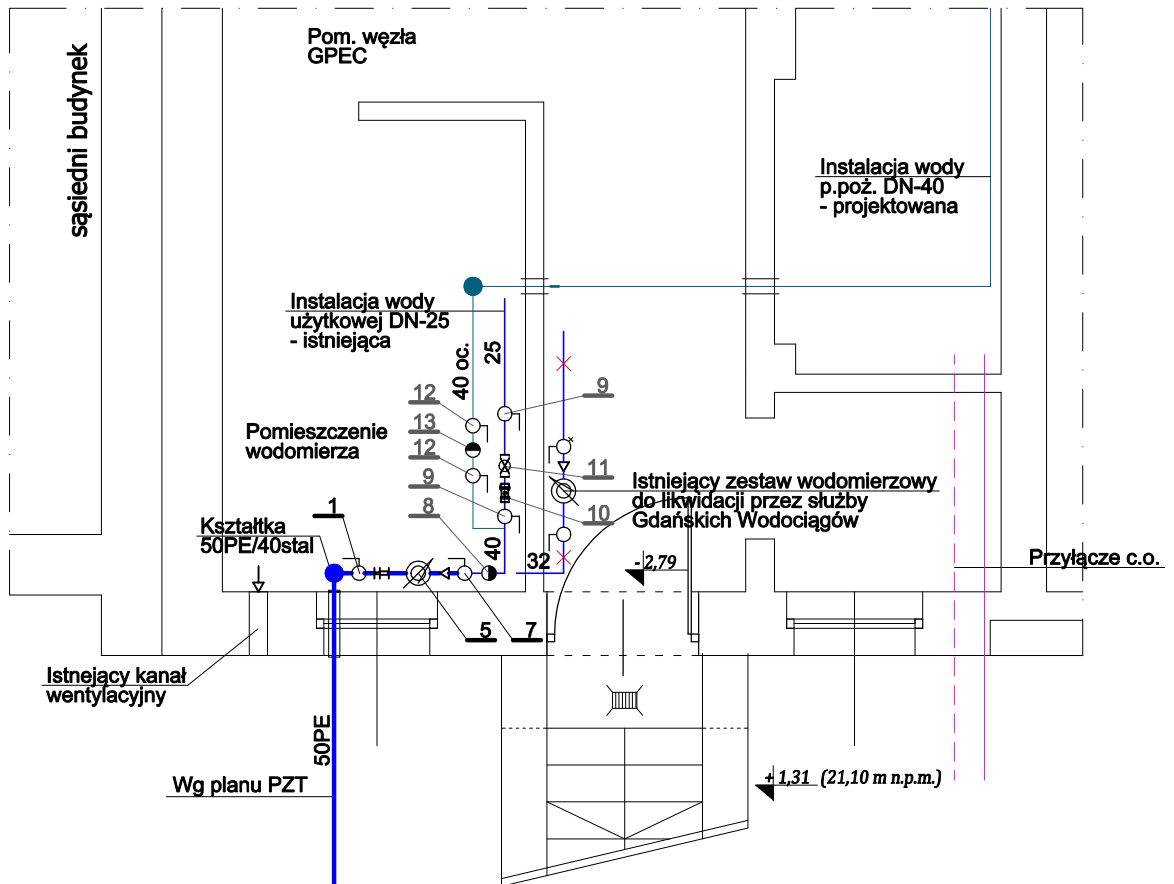 Pom. węzła
GPEC
sąsiedni budynek
Instalacja wody
p.poż. DN-40
- projektowana
Instalacja wody
użytkowej DN-25
- istniejąca
40 oc.
25
12
13
12
9
8
9
11
10
Pomieszczenie
wodomierza
Istniejący zestaw wodomierzowy
do likwidacji przez służby
Gdańskich Wodociągów
Kształtka
50PE/40stal
1
40
32
- 2,79
Przyłącze c.o.
5
7
Istnejący kanał
wentylacyjny
50PE
Wg planu PZT
+ 1,31 (21,10 m n.p.m.)